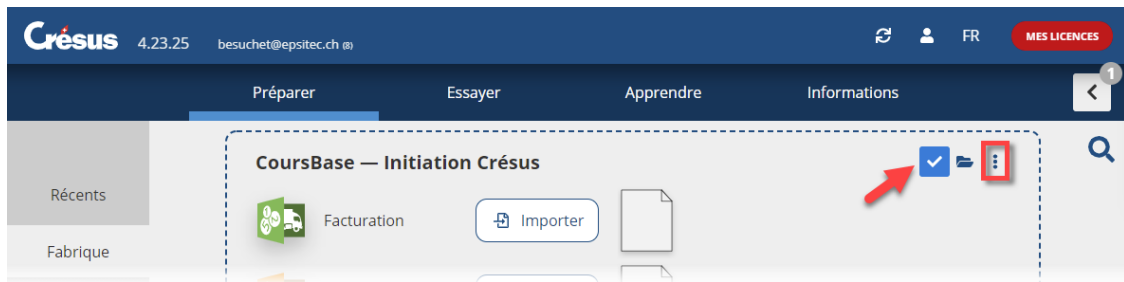 Crésus 4.23.25 besuchet@epsitec.ch (8) FR MES LICENCES
Préparer Essayer Apprendre Informations 1
CoursBase — Initiation Crésus
Récents
Facturation Importer
Fabrique